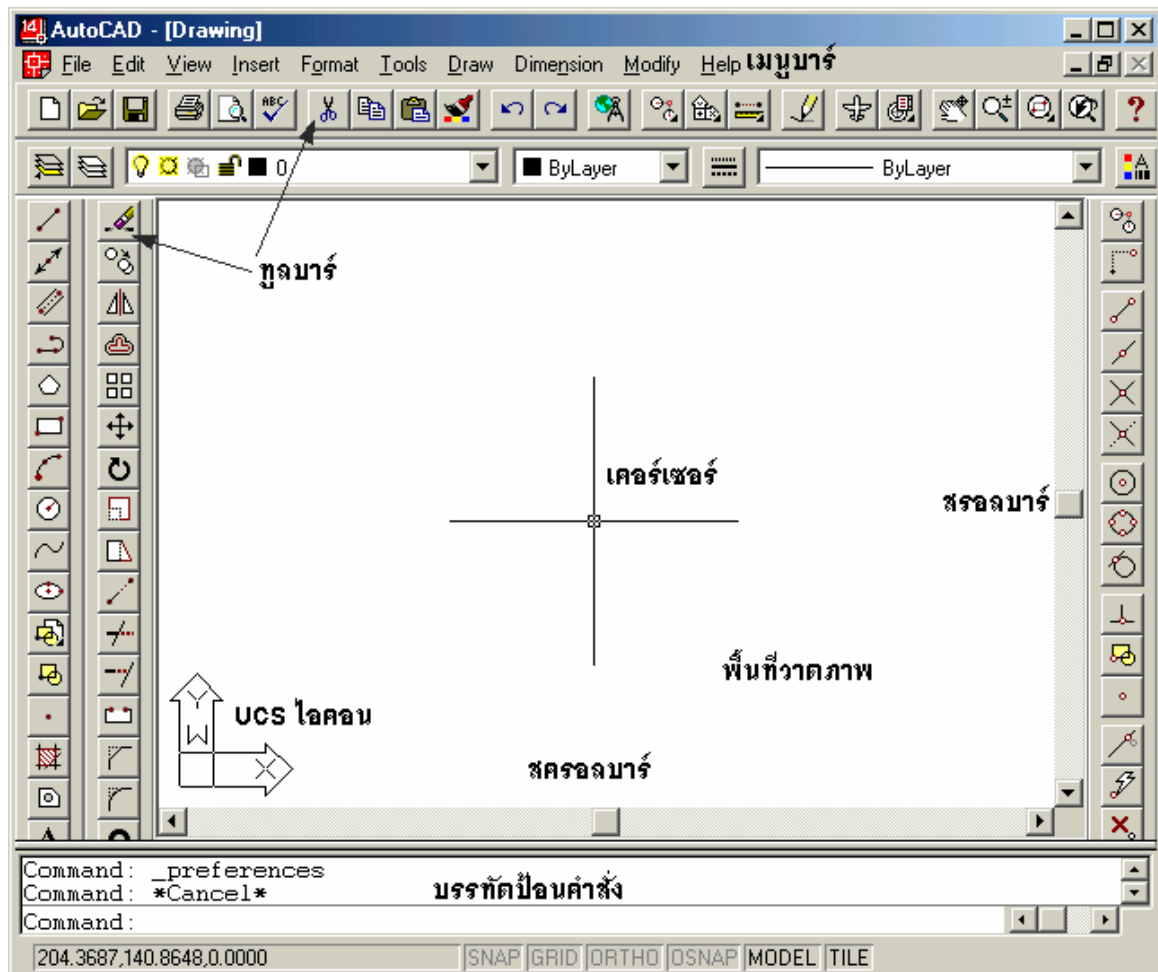 14 AutoCAD - [Drawing]
File Edit View Insert Format Tools Draw Dimension Modify Help เมนูบาร์
ABC
A
?
0 ByLayer ByLayer
ทูลบาร์
เคอร์เซอร์
สรอลบาร์
พื้นที่วาดภาพ
Y
W
X
UCS ไอคอน
สครอลบาร์
A
Command: _preferences
Command: *Cancel*
บรรทัดป้อนคำสั่ง
Command:
204.3687,140.8648,0.0000 SNAP GRID ORTHO OSNAP MODEL TILE